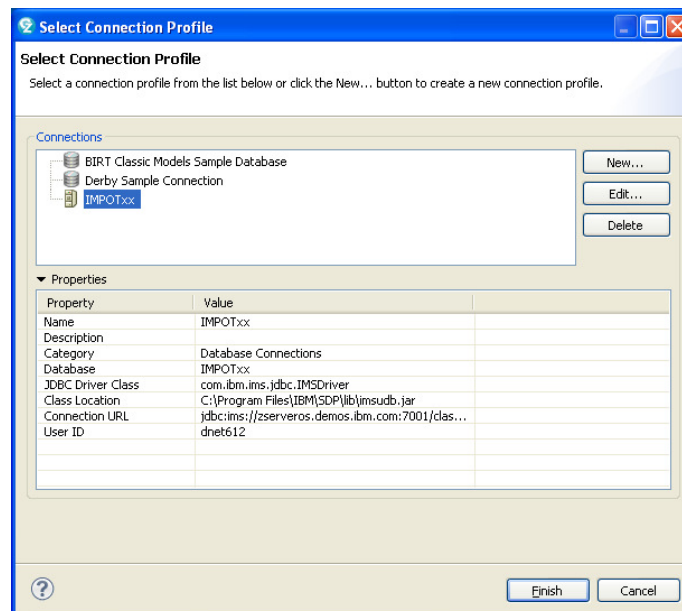 Select Connection Profile
Select Connection Profile
Select a connection profile from the list below or click the New... button to create a new connection profile.
Connections
BIRT Classic Models Sample Database
Derby Sample Connection
IMPOTxx
New...
Edit...
Delete
Properties
Property Value
Name IMPOTxx
Description
Category Database Connections
Database IMPOTxx
JDBC Driver Class com.ibm.ims.jdbc.IMSDriver
Class Location C:\Program Files\IBM\SDP\lib\imsudb.jar
Connection URL jdbc:ims://zserveros.demos.ibm.com:7001/clas...
User ID dnet612
?
Finish
Cancel